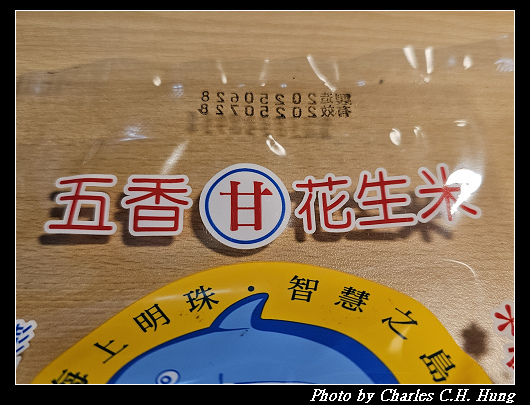 製造20250628
有效20250728
五香甘花生米
海上明珠・智慧之島
Photo by Charles C.H. Hung